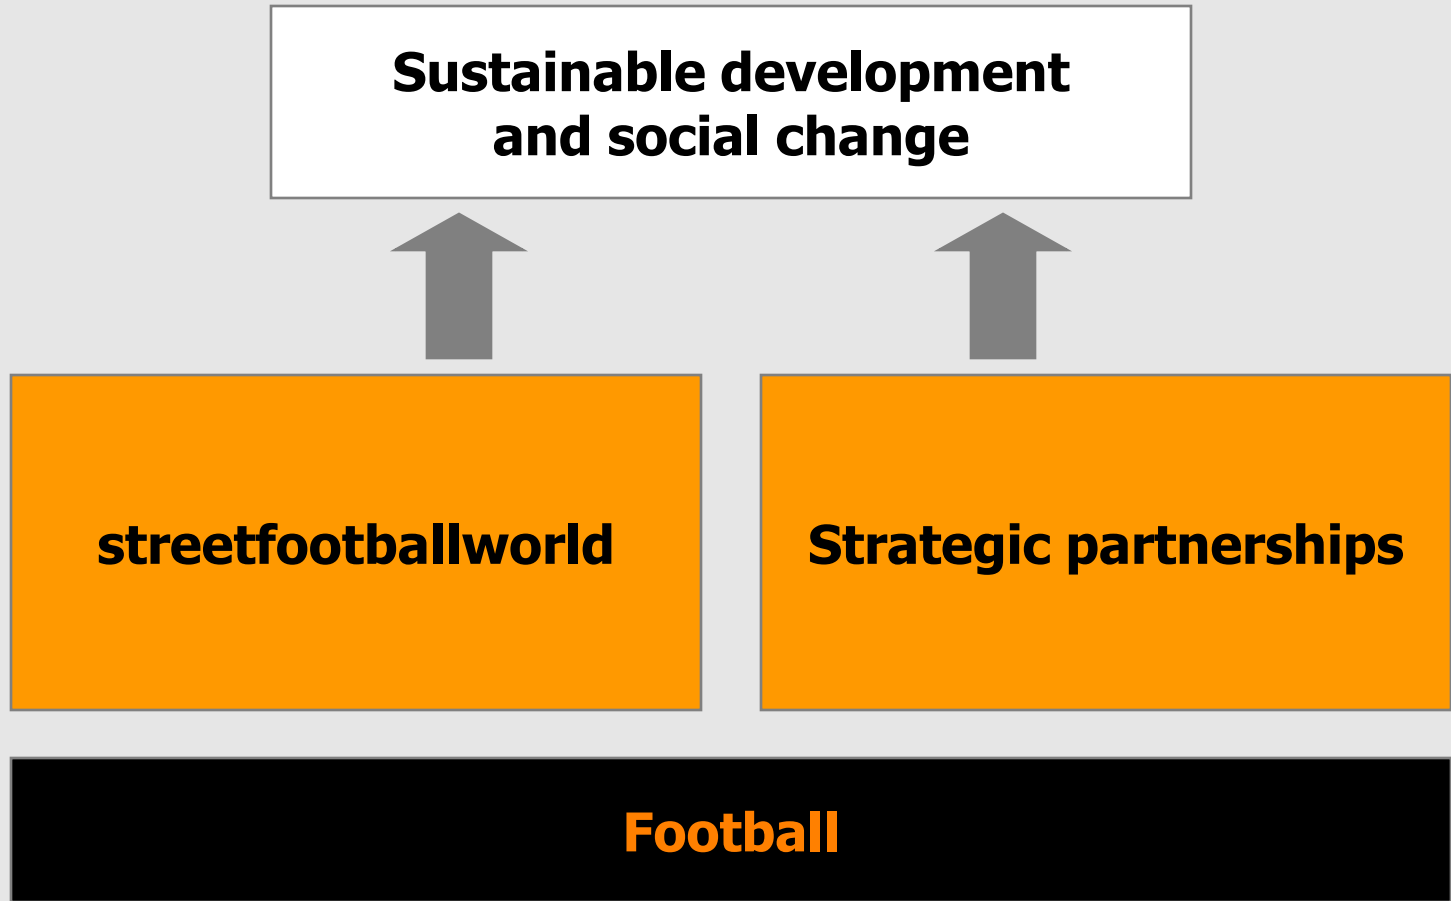 Sustainable development
and social change
streetfootballworld
Strategic partnerships
Football